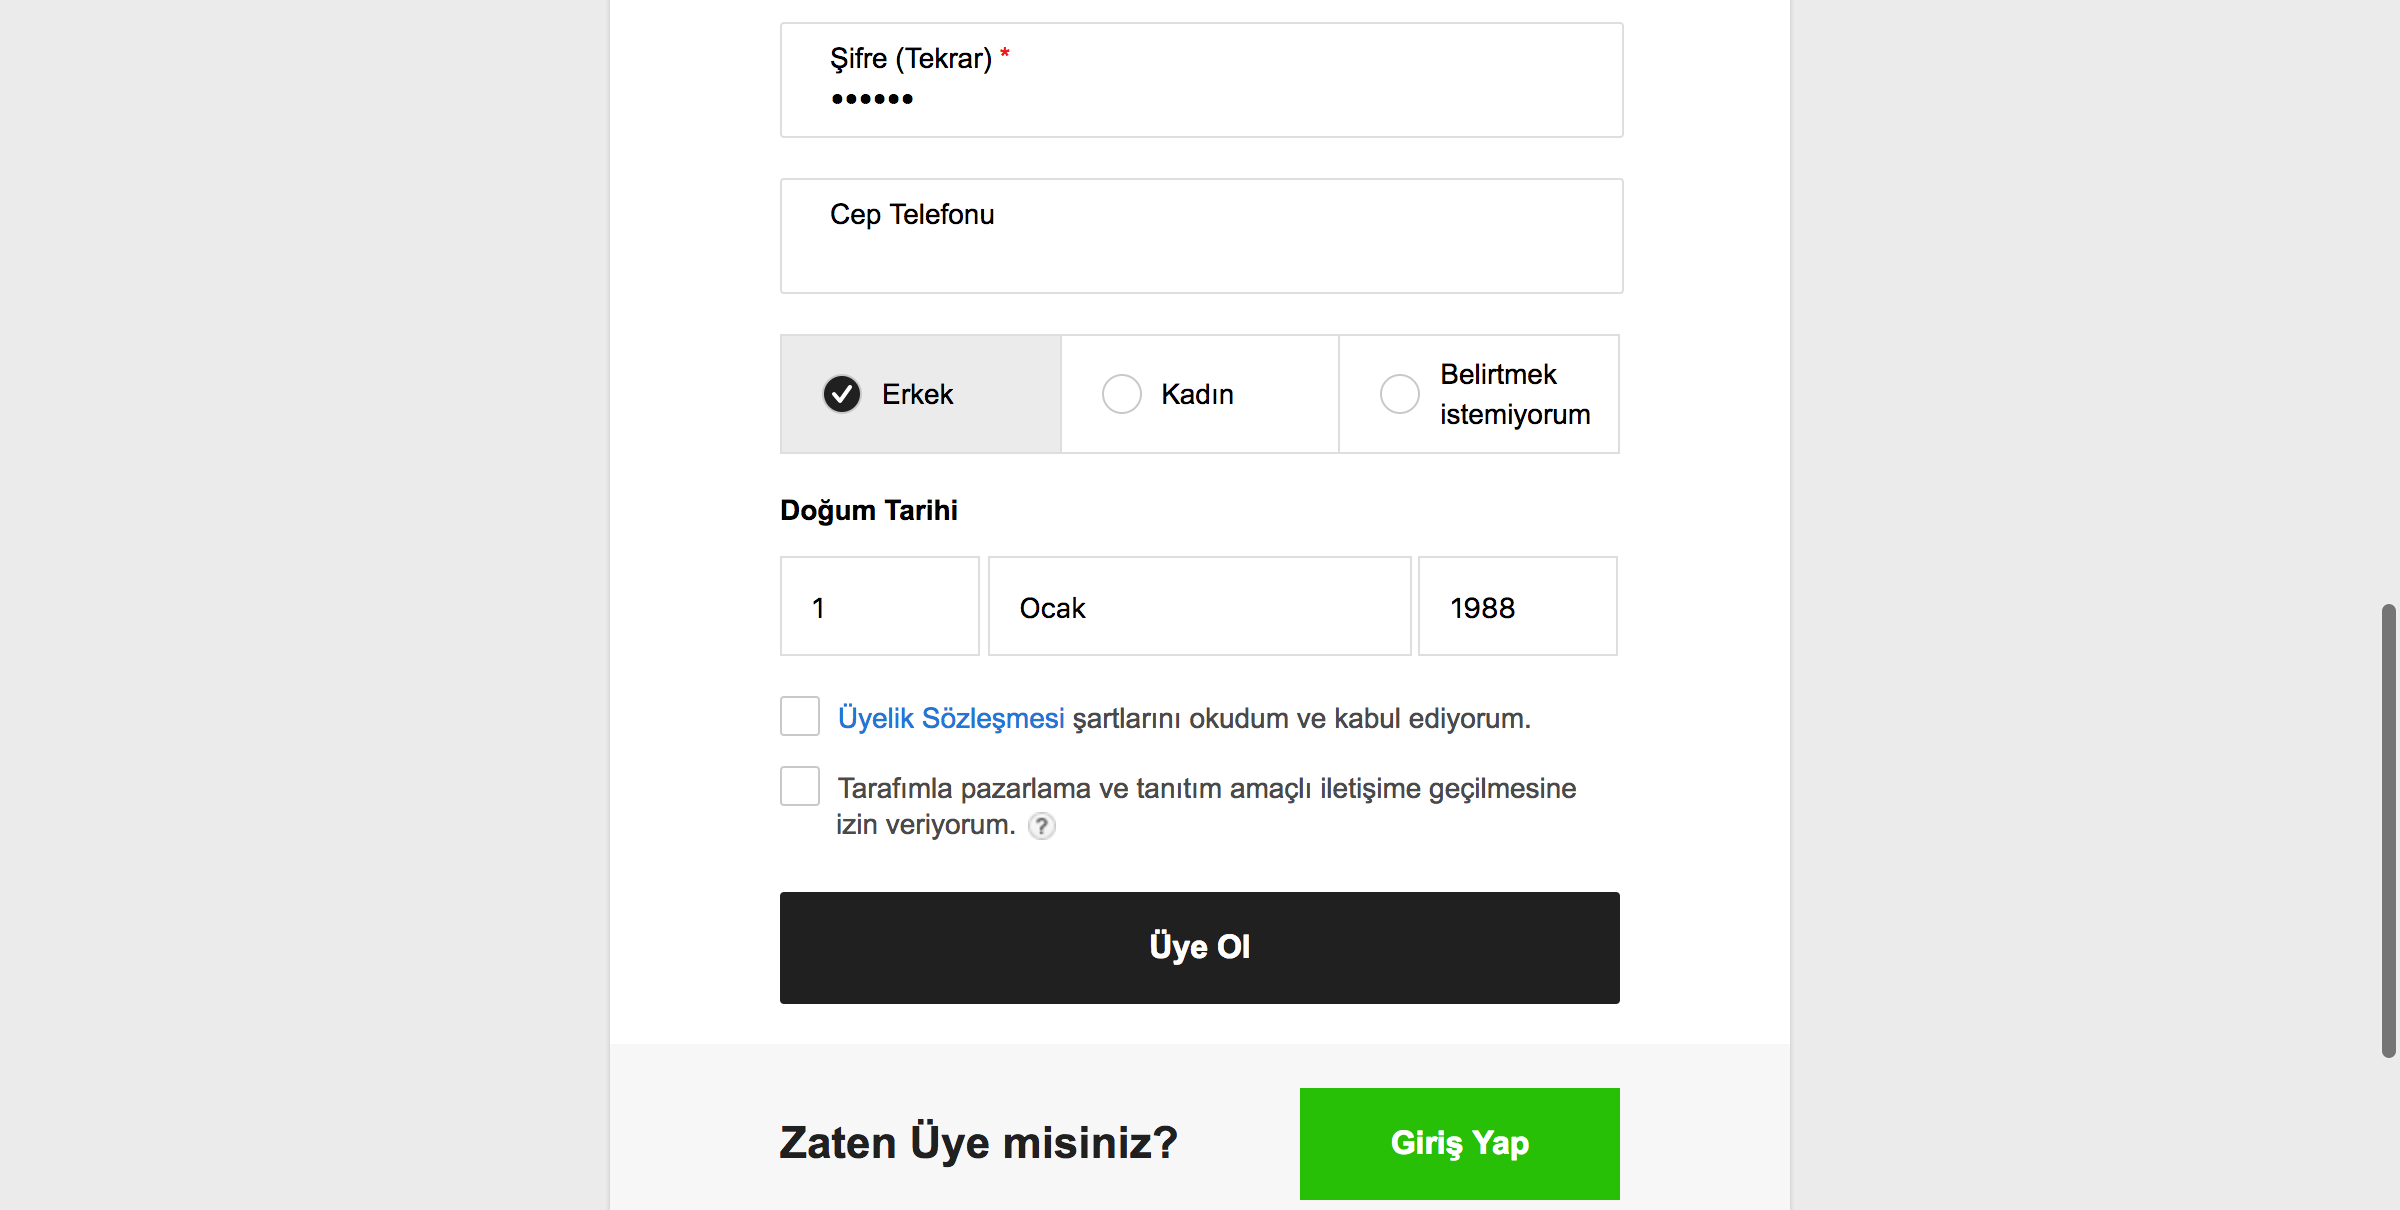 Şifre (Tekrar) *
••••••
Cep Telefonu
Erkek
Kadın
Belirtmek
istemiyorum
Doğum Tarihi
1
Ocak
1988
Üyelik Sözleşmesi şartlarını okudum ve kabul ediyorum.
Tarafımla pazarlama ve tanıtım amaçlı iletişime geçilmesine
izin veriyorum. ?
Üye Ol
Zaten Üye misiniz?
Giriş Yap